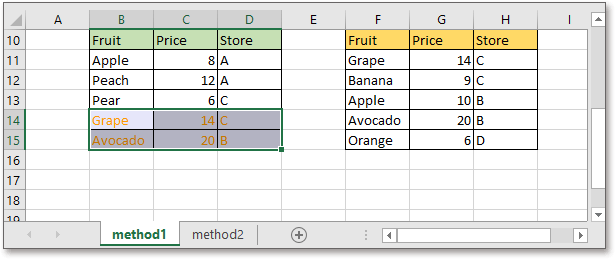 A B C D E F G H I
10 Fruit Price Store Fruit Price Store
11 Apple 8 A Grape 14 C
12 Peach 12 A Banana 9 C
13 Pear 6 C Apple 10 B
14 Grape 14 C Avocado 20 B
15 Avocado 20 B Orange 6 D
16
17
18
19
method1 method2